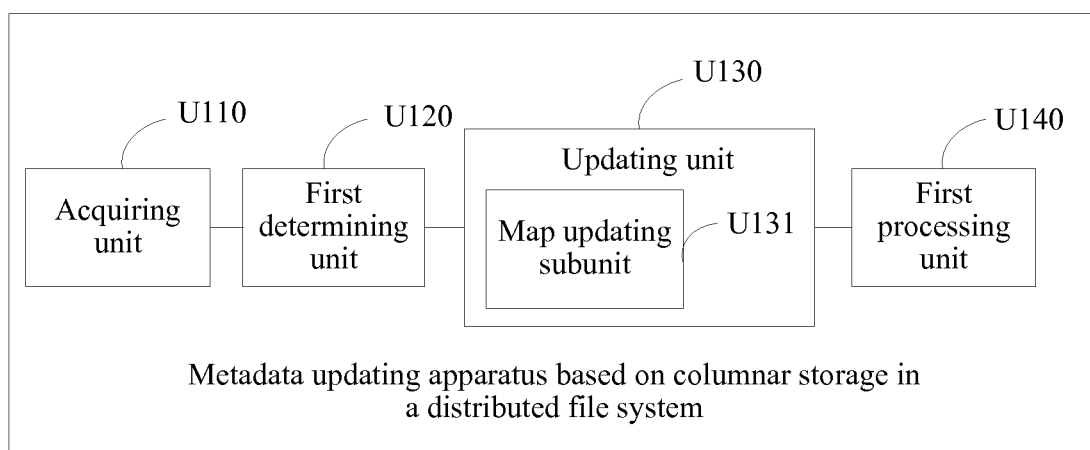 U130
U110
U120
U140
Updating unit
Acquiring
unit
First
determining
unit
Map updating
subunit
U131
First
processing
unit
Metadata updating apparatus based on columnar storage in
a distributed file system